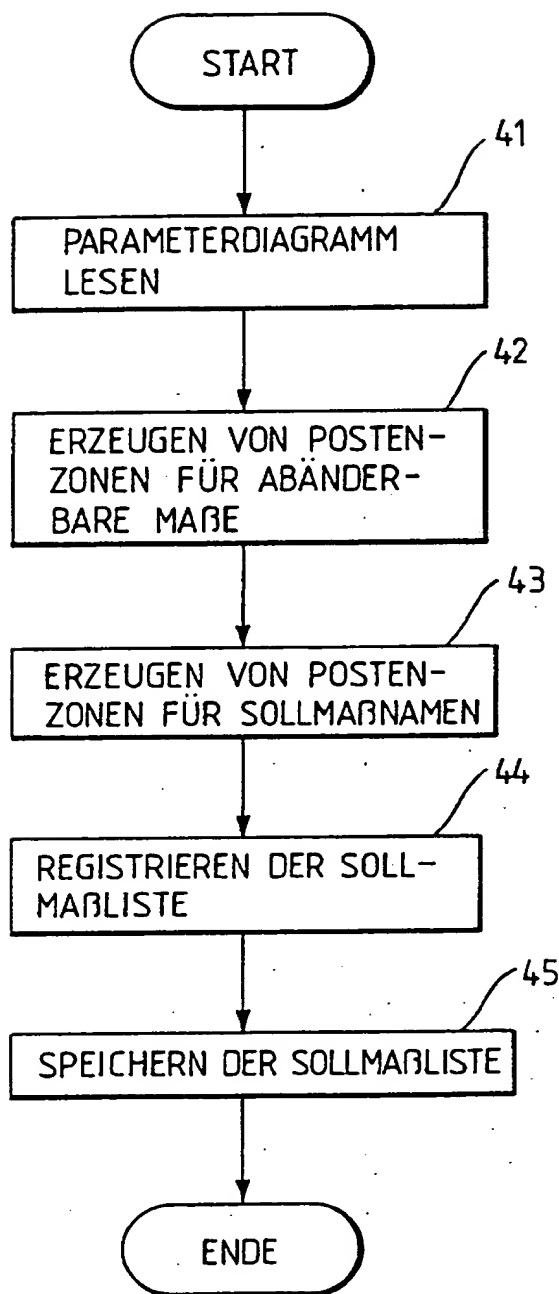 START
41
PARAMETERDIAGRAMM
LESEN
42
ERZEUGEN VON POSTEN-
ZONEN FÜR ABÄNDER-
BARE MAßE
43
ERZEUGEN VON POSTEN-
ZONEN FÜR SOLLMAßNAMEN
44
REGISTRIEREN DER SOLL-
MAßLISTE
45
SPEICHERN DER SOLLMAßLISTE
ENDE